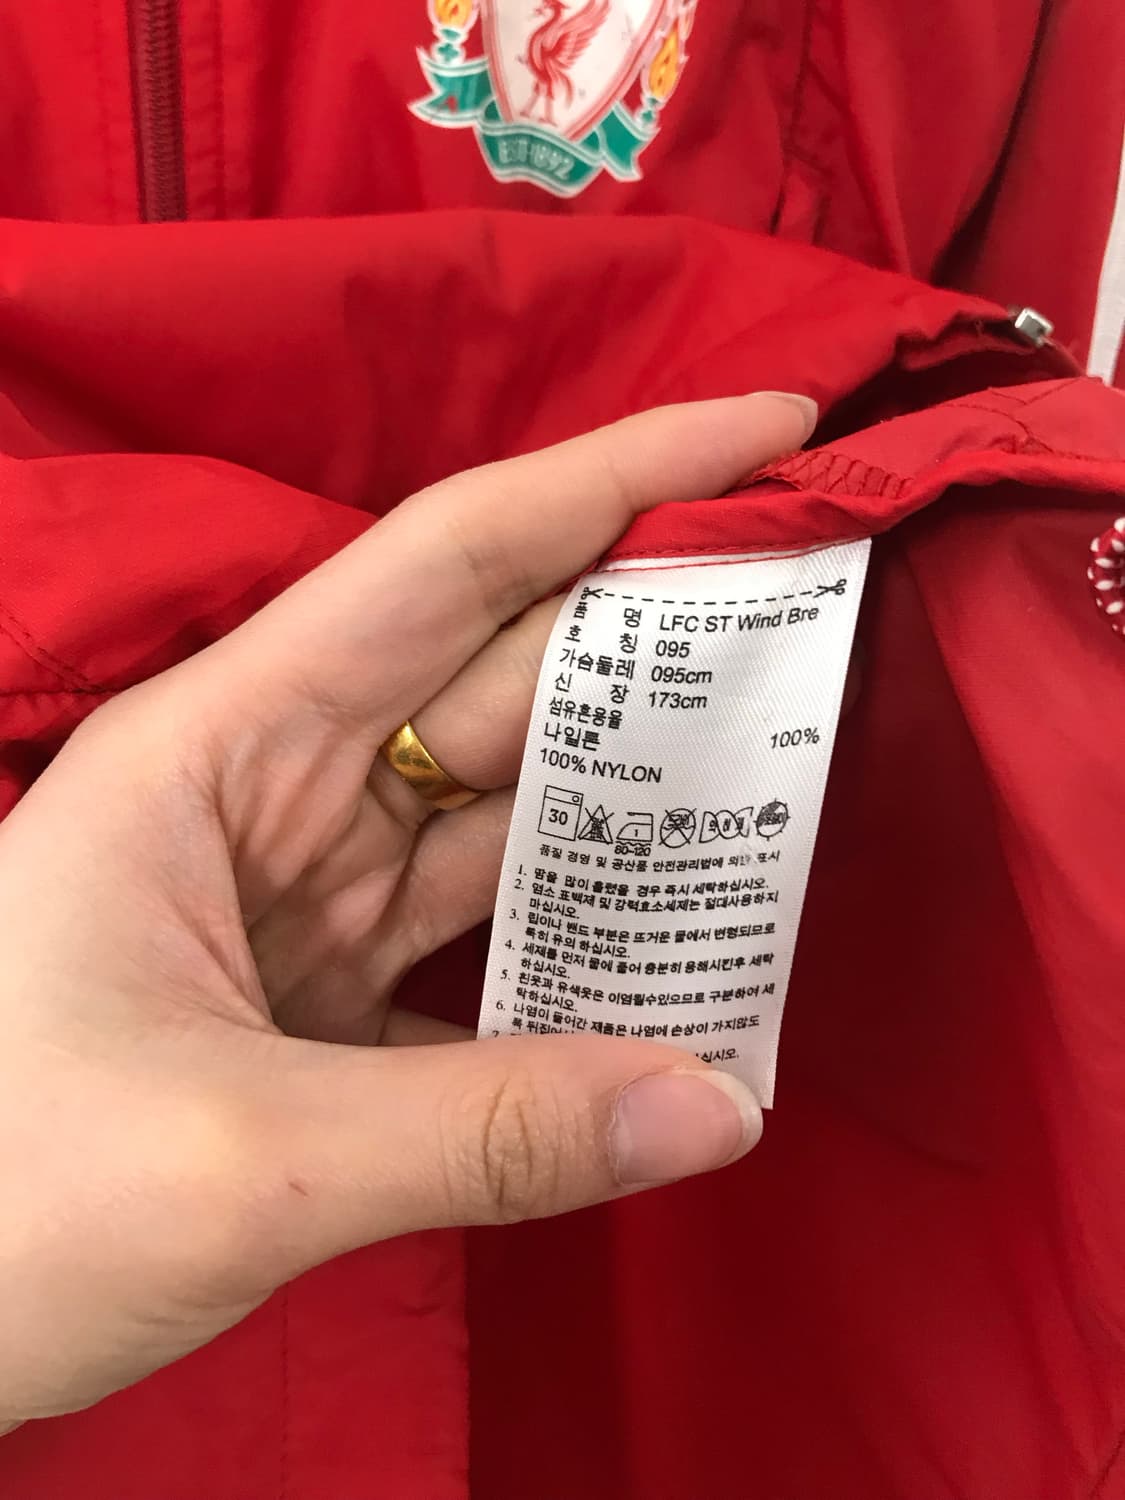 EST·1892
품 명 LFC ST Wind Bre
호 칭 095
가슴둘레 095cm
신 장 173cm
섬유혼용율
나일론 100%
100% NYLON
30
80~120
품질 경영 및 공산품 안전관리법에 의한 표시
1. 땀을 많이 흘렸을 경우 즉시 세탁하십시오.
2. 염소 표백제 및 강력효소세제는 절대사용하지
마십시오.
3. 립이나 밴드 부분은 뜨거운 물에서 변형되므로
특히 유의 하십시오.
4. 세제를 먼저 물에 풀어 충분히 용해시킨후 세탁
하십시오.
5. 흰옷과 유색옷은 이염될수있으므로 구분하여 세
탁하십시오.
6. 나염이 들어간 제품은 나염에 손상이 가지않도
록 뒤집어
십시오.